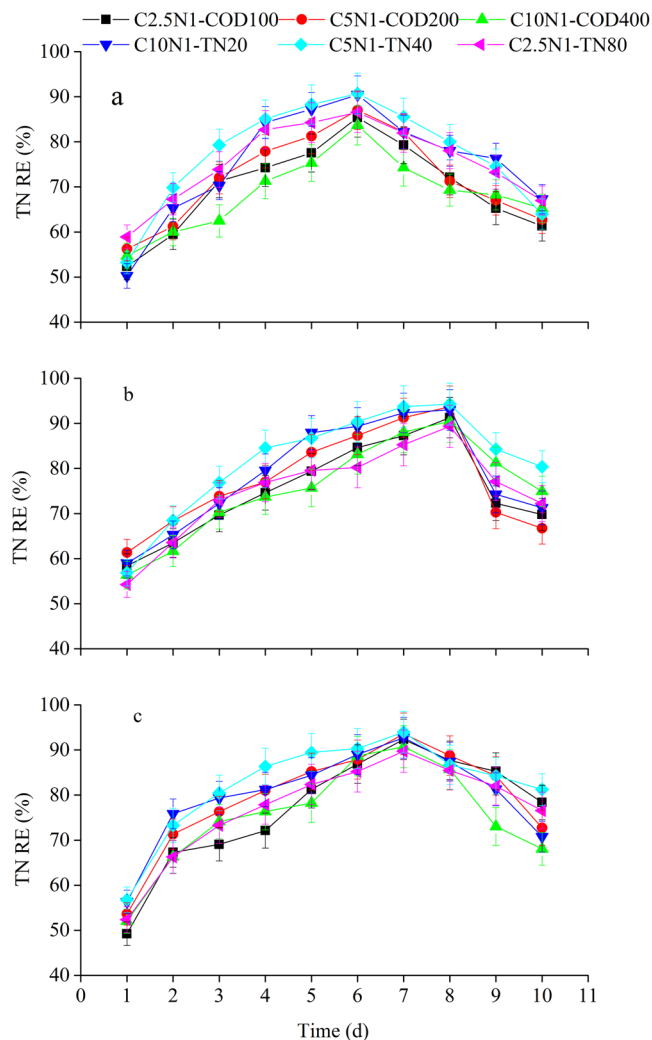 C2.5N1-COD100 C5N1-COD200 C10N1-COD400
C10N1-TN20 C5N1-TN40 C2.5N1-TN80
a
100
90
80
70
60
50
40
TN RE (%)
b
100
90
80
70
60
50
40
TN RE (%)
c
100
90
80
70
60
50
40
TN RE (%)
0 1 2 3 4 5 6 7 8 9 10 11
Time (d)